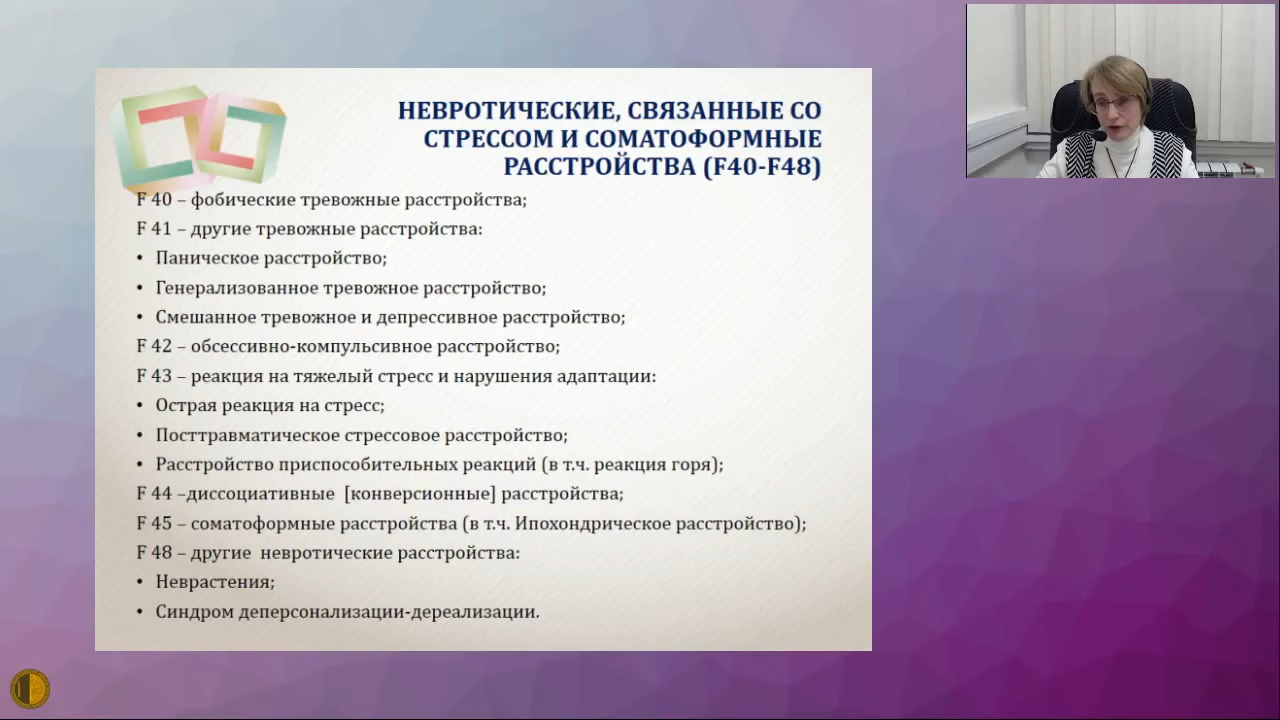 НЕВРОТИЧЕСКИЕ, СВЯЗАННЫЕ СО
СТРЕССОМ И СОМАТОФОРМНЫЕ
РАССТРОЙСТВА (F40-F48)
F 40 – фобические тревожные расстройства;
F 41 – другие тревожные расстройства:
• Паническое расстройство;
• Генерализованное тревожное расстройство;
• Смешанное тревожное и депрессивное расстройство;
F 42 – обсессивно-компульсивное расстройство;
F 43 – реакция на тяжелый стресс и нарушения адаптации:
• Острая реакция на стресс;
• Посттравматическое стрессовое расстройство;
• Расстройство приспособительных реакций (в т.ч. реакция горя);
F 44 –диссоциативные [конверсионные] расстройства;
F 45 – соматоформные расстройства (в т.ч. Ипохондрическое расстройство);
F 48 – другие невротические расстройства:
• Неврастения;
• Синдром деперсонализации-дереализации.